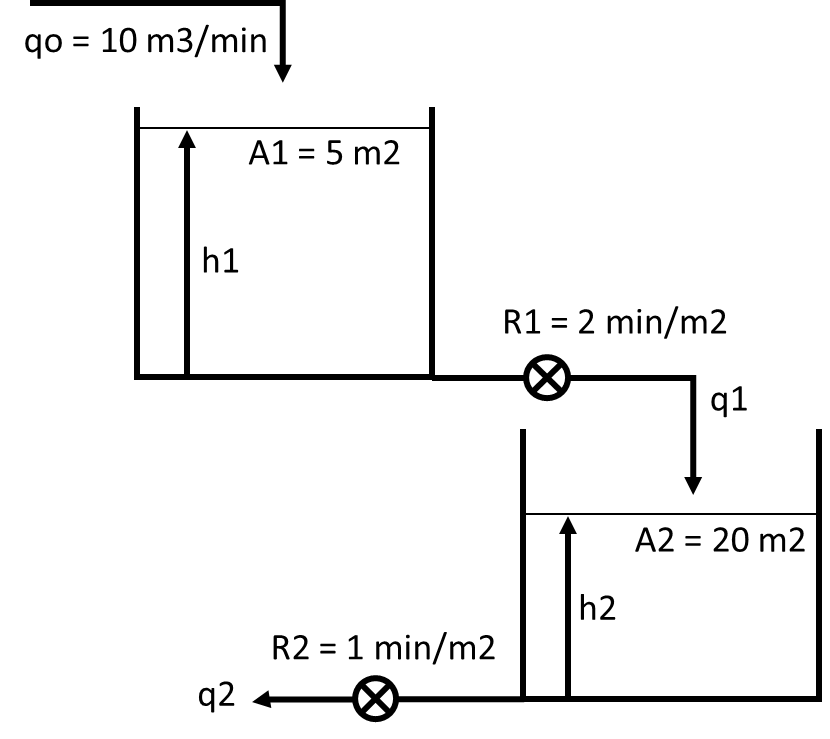 qo = 10 m3/min
A1 = 5 m2
h1
R1 = 2 min/m2
q1
A2 = 20 m2
h2
R2 = 1 min/m2
q2